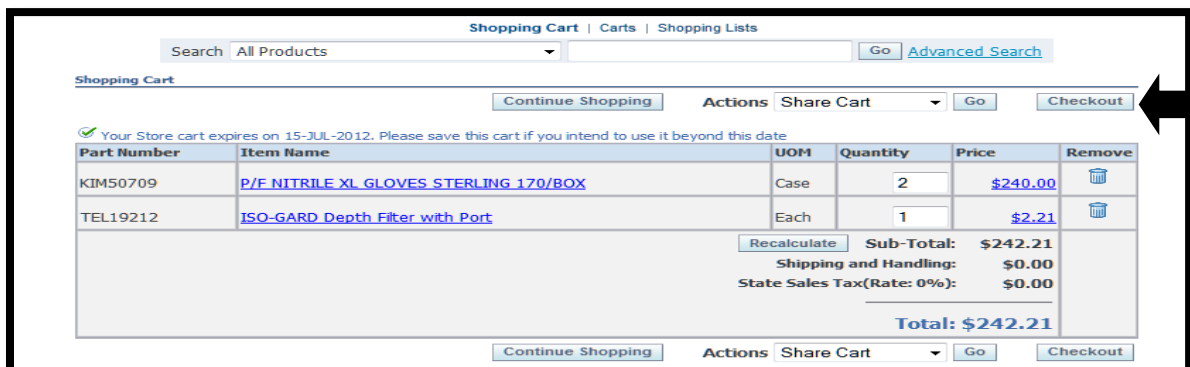 Shopping Cart | Carts | Shopping Lists
Search All Products Go Advanced Search
Shopping Cart
Continue Shopping Actions Share Cart Go Checkout
Your Store cart expires on 15-JUL-2012. Please save this cart if you intend to use it beyond this date
Part Number Item Name UOM Quantity Price Remove
KIM50709 P/F NITRILE XL GLOVES STERLING 170/BOX Case 2 $240.00
TEL19212 ISO-GARD Depth Filter with Port Each 1 $2.21
Recalculate Sub-Total: $242.21
Shipping and Handling: $0.00
State Sales Tax(Rate: 0%): $0.00
Total: $242.21
Continue Shopping Actions Share Cart Go Checkout